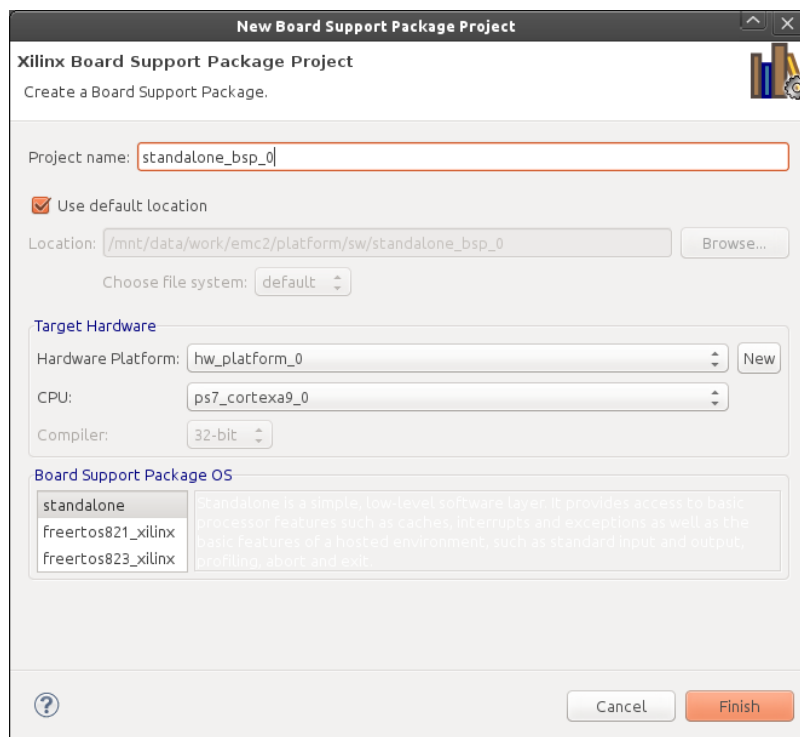 New Board Support Package Project
Xilinx Board Support Package Project
Create a Board Support Package.
Project name: standalone_bsp_0
Use default location
Location: /mnt/data/work/emc2/platform/sw/standalone_bsp_0 Browse...
Choose file system: default
Target Hardware
Hardware Platform: hw_platform_0 New
CPU: ps7_cortexa9_0
Compiler: 32-bit
Board Support Package OS
standalone
freertos821_xilinx
freertos823_xilinx
Standalone is a simple, low-level software layer. It provides access to basic
processor features such as caches, interrupts and exceptions as well as the
basic features of a hosted environment, such as standard input and output,
profiling, abort and exit.
? Cancel Finish